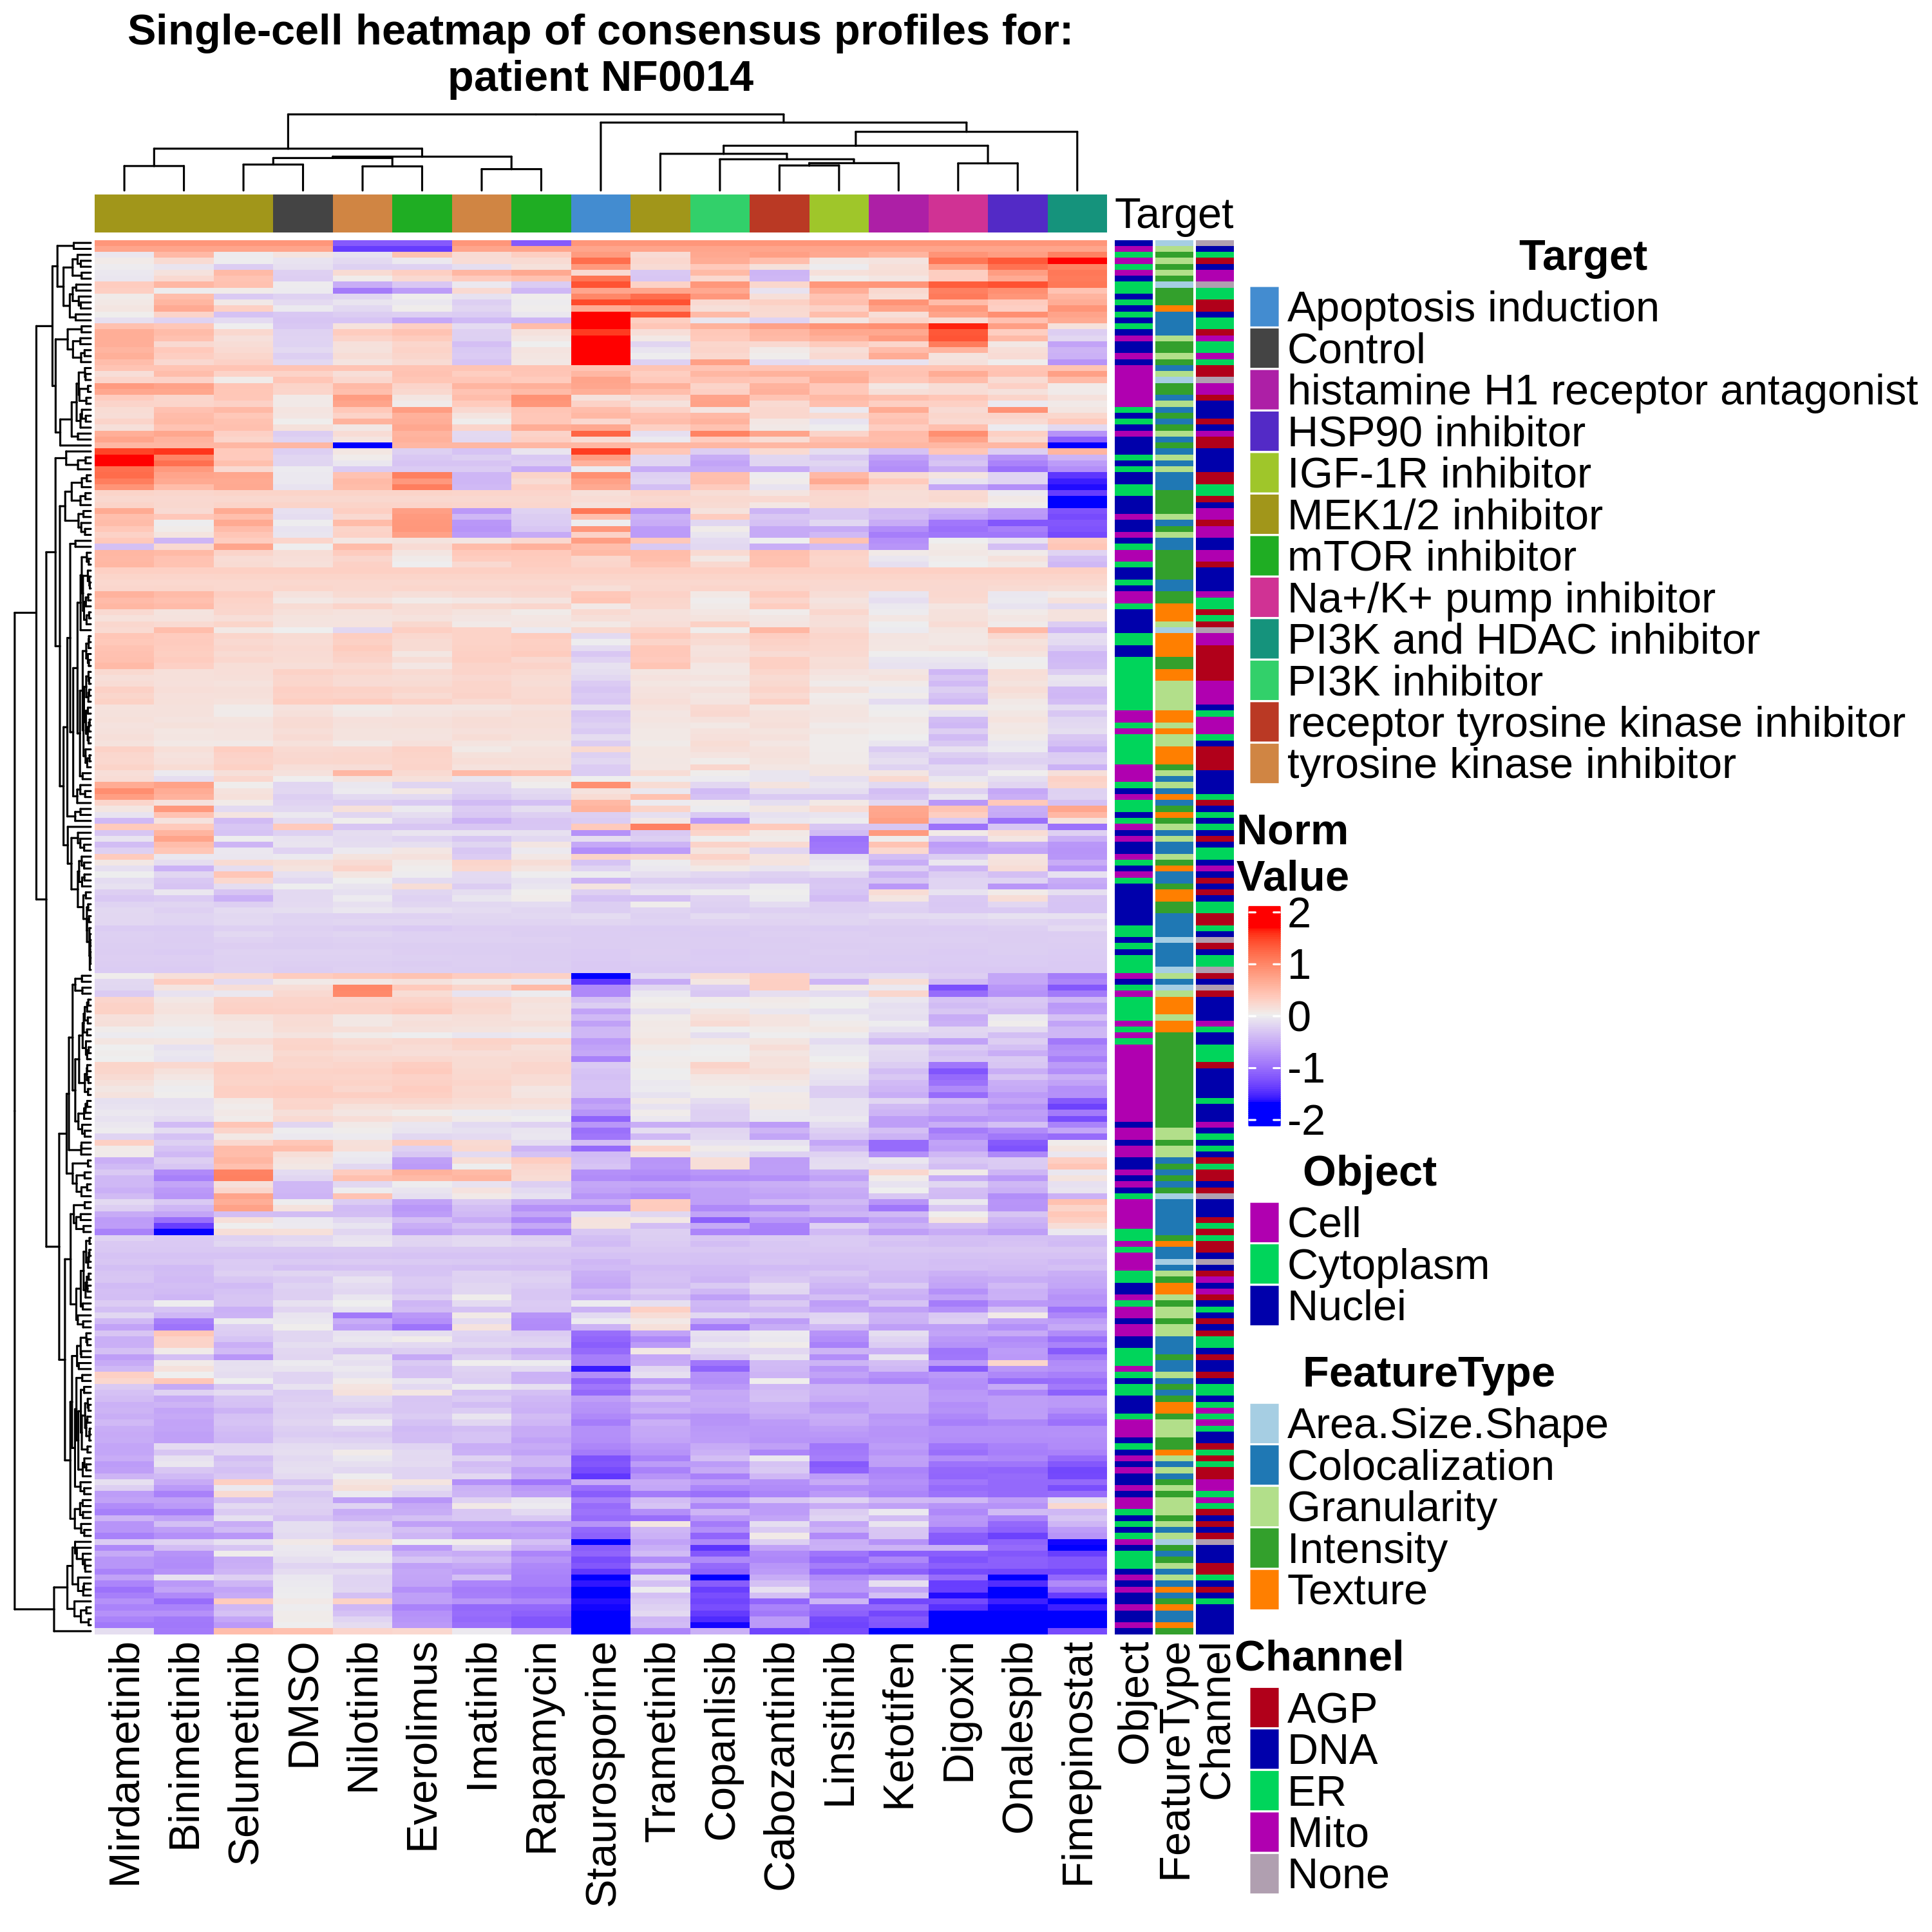 Single-cell heatmap of consensus profiles for:
patient NF0014
Target
Target
Apoptosis induction
Control
histamine H1 receptor antagonist
HSP90 inhibitor
IGF-1R inhibitor
MEK1/2 inhibitor
mTOR inhibitor
Na+/K+ pump inhibitor
PI3K and HDAC inhibitor
PI3K inhibitor
receptor tyrosine kinase inhibitor
tyrosine kinase inhibitor
Norm
Value
2
1
0
-1
-2
Object
Cell
Cytoplasm
Nuclei
FeatureType
Area.Size.Shape
Colocalization
Granularity
Intensity
Texture
Channel
AGP
DNA
ER
Mito
None
Mirdametinib
Binimetinib
Selumetinib
DMSO
Nilotinib
Everolimus
Imatinib
Rapamycin
Staurosporine
Trametinib
Copanlisib
Cabozantinib
Linsitinib
Ketotifen
Digoxin
Onalespib
Fimepinostat
Object
FeatureType
Channel